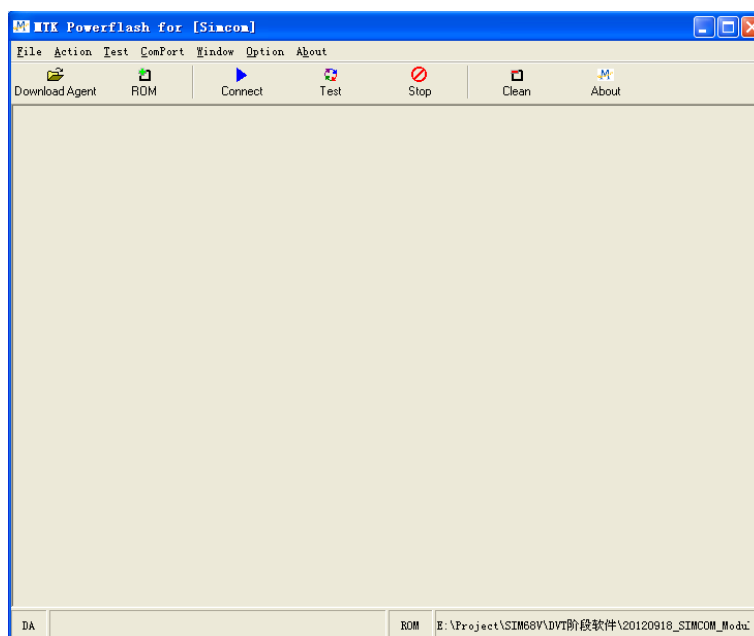 MTK Powerflash for [Simcom]
File Action Test ComPort Window Option About
Download Agent ROM Connect Test Stop Clean About
DA ROM E:\Project\SIM68V\DVT阶段软件\20120918_SIMCOM_Modu